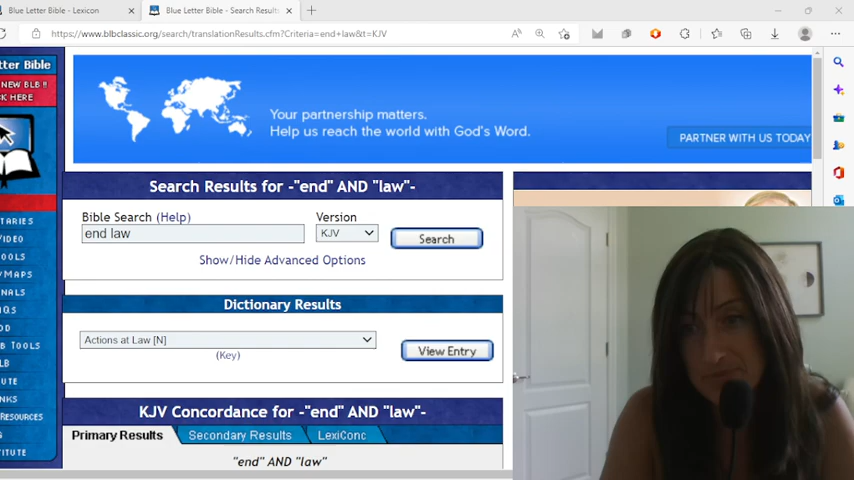 Blue Letter Bible - Lexicon
Blue Letter Bible - Search Results
https://www.blbclassic.org/search/translationResults.cfm?Criteria=end+law&t=KJV
tter Bible
NEW BLB !!
K HERE
Your partnership matters.
Help us reach the world with God's Word.
PARTNER WITH US TODAY
Search Results for -"end" AND "law"-
Bible Search (Help)
Version
end law
KJV
Search
Show/Hide Advanced Options
TARIES
VIDEO
OOLS
/MAPS
NALS
QS
OD
B TOOLS
LB
UTE
NKS
RESOURCES
TITUTE
Dictionary Results
Actions at Law [N]
View Entry
(Key)
KJV Concordance for -"end" AND "law"-
Primary Results
Secondary Results
LexiConc
"end" AND "law"